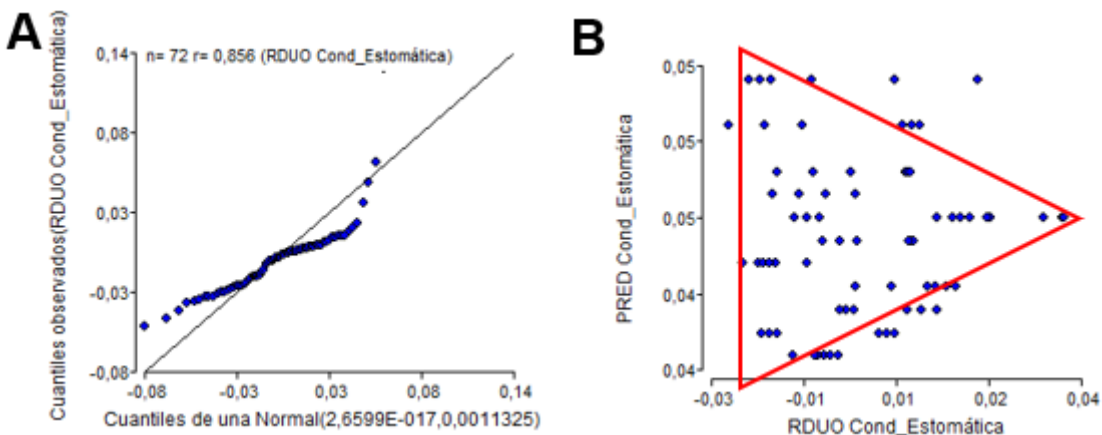 A
Cuantiles observados(RDUO Cond_Estomática)
n= 72 r= 0,856 (RDUO Cond_Estomática)
0,14
0,08
0,03
-0,03
-0,08
-0,08
-0,03
0,03
0,08
0,14
Cuantiles de una Normal(2,6599E-017,0,0011325)
B
PRED Cond_Estomática
0,05
0,05
0,05
0,04
0,04
-0,03
-0,01
0,01
0,02
0,04
RDUO Cond_Estomática